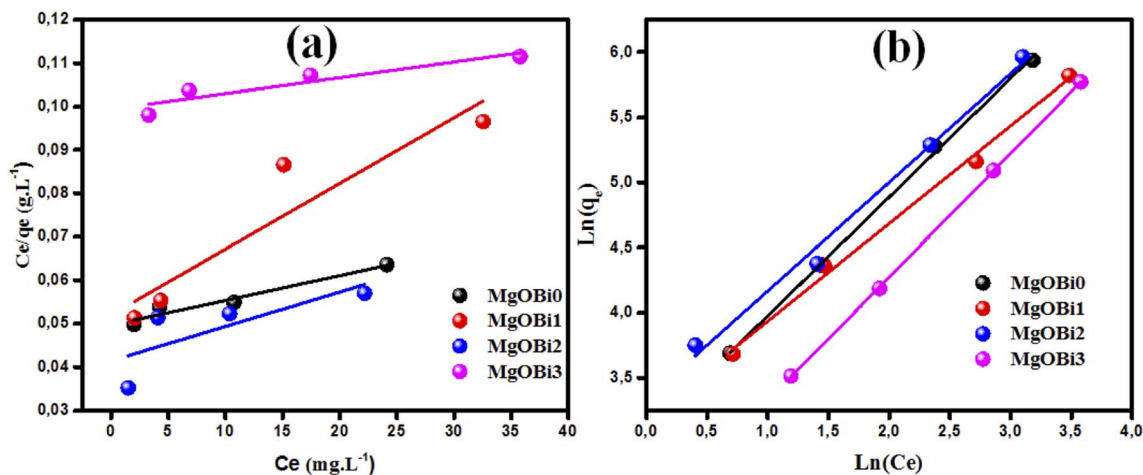 (a)
0,12
0,11
0,10
0,09
0,08
0,07
0,06
0,05
0,04
0,03
Ce/qe (g.L⁻¹)
MgOBi0
MgOBi1
MgOBi2
MgOBi3
0 5 10 15 20 25 30 35 40
Ce (mg.L⁻¹)
(b)
6,0
5,5
5,0
4,5
4,0
3,5
Ln(qₑ)
MgOBi0
MgOBi1
MgOBi2
MgOBi3
0,0 0,5 1,0 1,5 2,0 2,5 3,0 3,5 4,0
Ln(Ce)